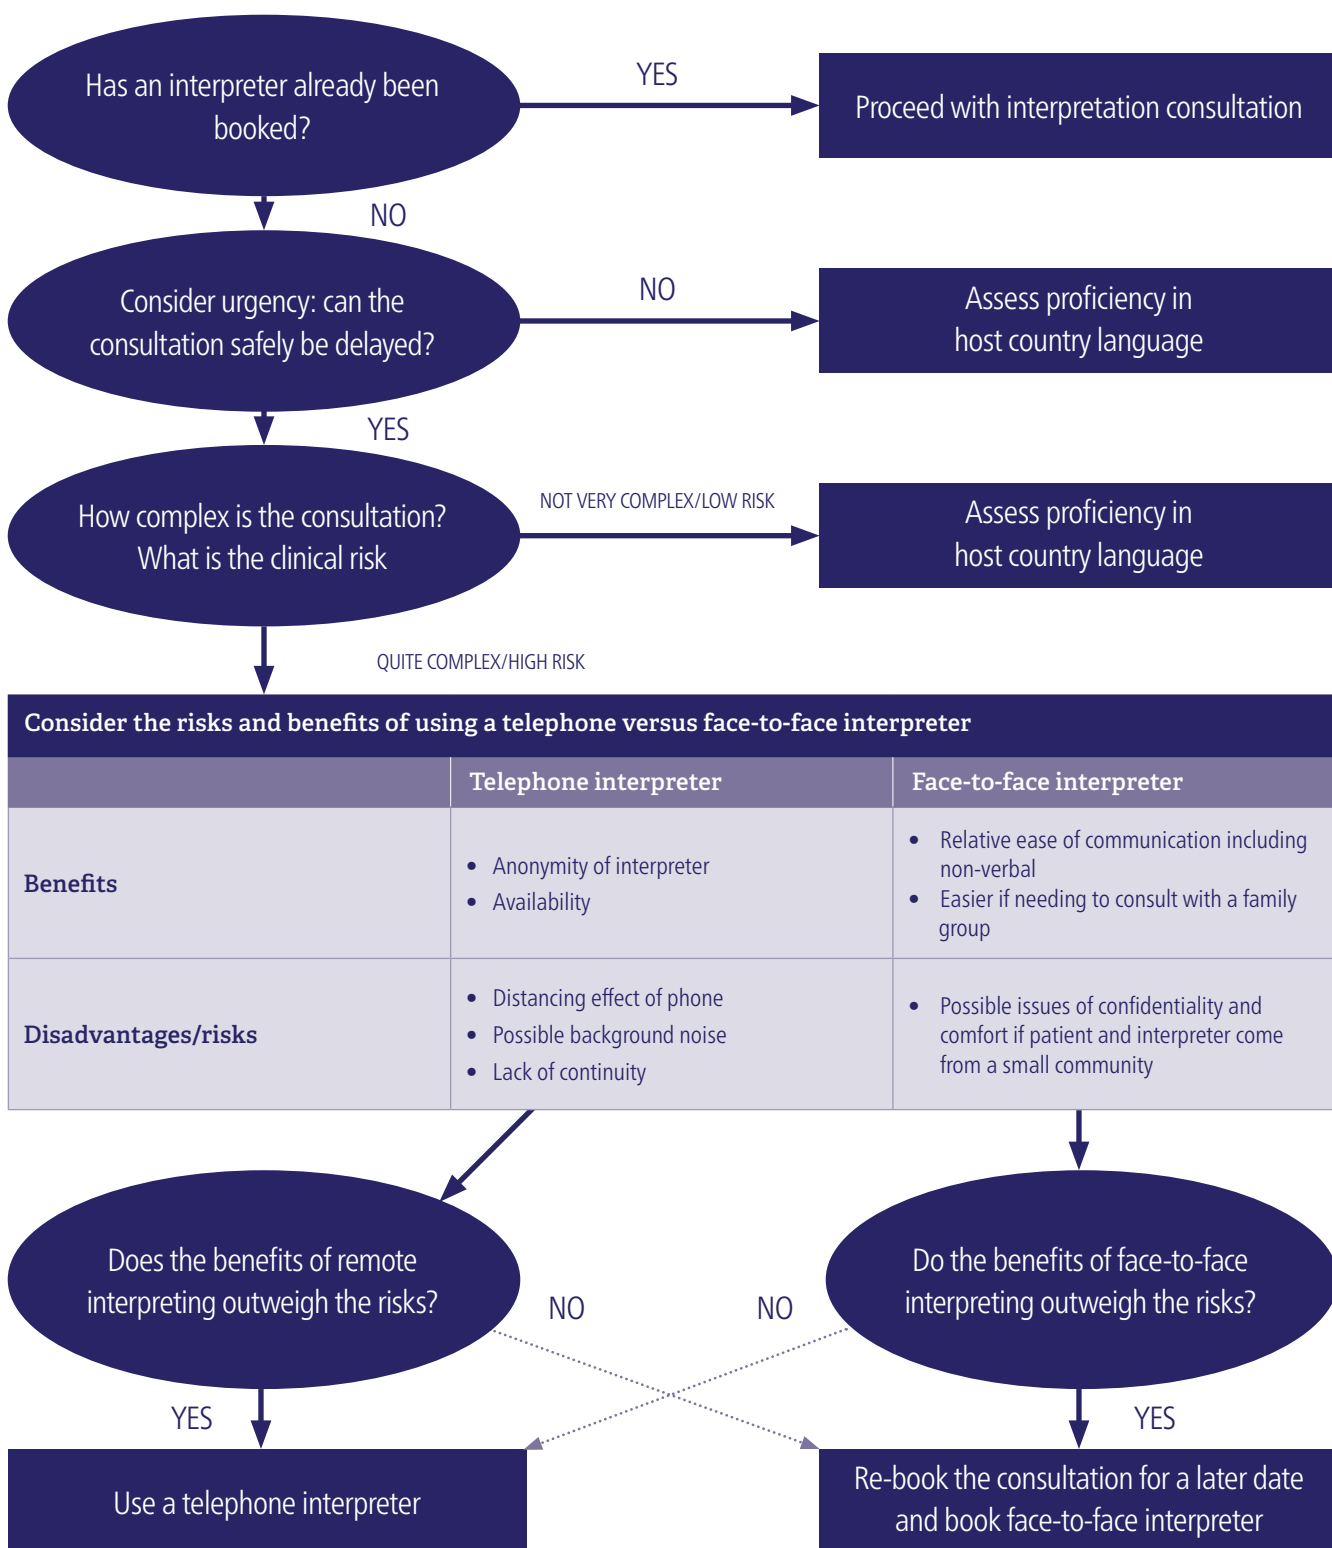 Has an interpreter already been
booked?
YES
Proceed with interpretation consultation
NO
Consider urgency: can the
consultation safely be delayed?
NO
Assess proficiency in
host country language
YES
How complex is the consultation?
What is the clinical risk
NOT VERY COMPLEX/LOW RISK
Assess proficiency in
host country language
QUITE COMPLEX/HIGH RISK
Consider the risks and benefits of using a telephone versus face-to-face interpreter
Telephone interpreter
Face-to-face interpreter
Benefits
• Anonymity of interpreter
• Availability
• Relative ease of communication including
non-verbal
• Easier if needing to consult with a family
group
Disadvantages/risks
• Distancing effect of phone
• Possible background noise
• Lack of continuity
• Possible issues of confidentiality and
comfort if patient and interpreter come
from a small community
Does the benefits of remote
interpreting outweigh the risks?
NO
NO
Do the benefits of face-to-face
interpreting outweigh the risks?
YES
YES
Use a telephone interpreter
Re-book the consultation for a later date
and book face-to-face interpreter